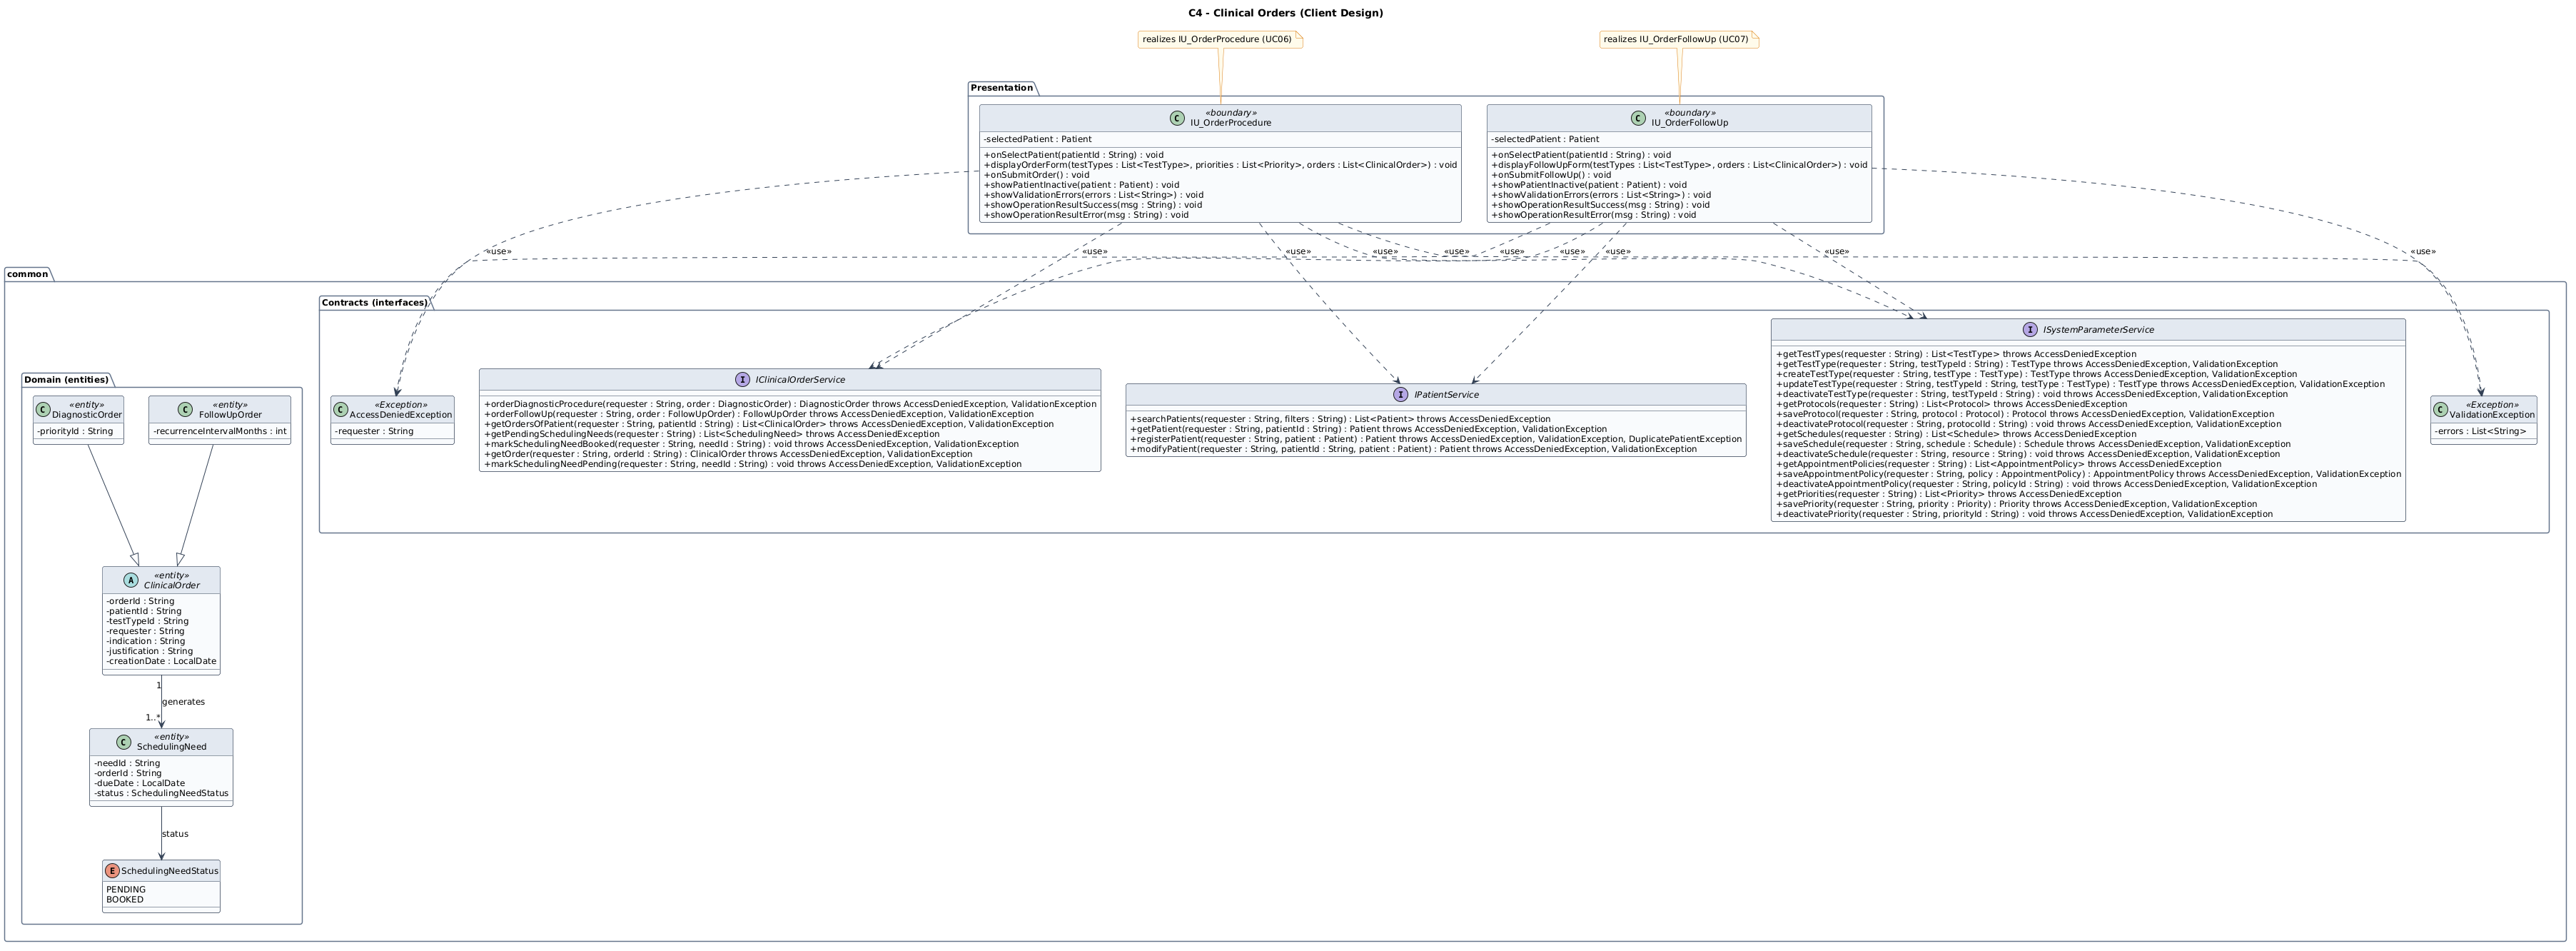 C4 - Clinical Orders (Client Design)
realizes IU_OrderProcedure (UC06)
realizes IU_OrderFollowUp (UC07)
Presentation
«boundary»
IU_OrderProcedure
-selectedPatient : Patient
+onSelectPatient(patientId : String) : void
+displayOrderForm(testTypes : List<TestType>, priorities : List<Priority>, orders : List<ClinicalOrder>) : void
+onSubmitOrder() : void
+showPatientInactive(patient : Patient) : void
+showValidationErrors(errors : List<String>) : void
+showOperationResultSuccess(msg : String) : void
+showOperationResultError(msg : String) : void
«boundary»
IU_OrderFollowUp
-selectedPatient : Patient
+onSelectPatient(patientId : String) : void
+displayFollowUpForm(testTypes : List<TestType>, orders : List<ClinicalOrder>) : void
+onSubmitFollowUp() : void
+showPatientInactive(patient : Patient) : void
+showValidationErrors(errors : List<String>) : void
+showOperationResultSuccess(msg : String) : void
+showOperationResultError(msg : String) : void
«use»
«use»
«use»
«use»
«use»
«use»
«use»
«use»
«use»
«use»
common
Contracts (interfaces)
«Exception»
AccessDeniedException
-requester : String
IClinicalOrderService
+orderDiagnosticProcedure(requester : String, order : DiagnosticOrder) : DiagnosticOrder throws AccessDeniedException, ValidationException
+orderFollowUp(requester : String, order : FollowUpOrder) : FollowUpOrder throws AccessDeniedException, ValidationException
+getOrdersOfPatient(requester : String, patientId : String) : List<ClinicalOrder> throws AccessDeniedException, ValidationException
+getPendingSchedulingNeeds(requester : String) : List<SchedulingNeed> throws AccessDeniedException
+markSchedulingNeedBooked(requester : String, needId : String) : void throws AccessDeniedException, ValidationException
+getOrder(requester : String, orderId : String) : ClinicalOrder throws AccessDeniedException, ValidationException
+markSchedulingNeedPending(requester : String, needId : String) : void throws AccessDeniedException, ValidationException
IPatientService
+searchPatients(requester : String, filters : String) : List<Patient> throws AccessDeniedException
+getPatient(requester : String, patientId : String) : Patient throws AccessDeniedException, ValidationException
+registerPatient(requester : String, patient : Patient) : Patient throws AccessDeniedException, ValidationException, DuplicatePatientException
+modifyPatient(requester : String, patientId : String, patient : Patient) : Patient throws AccessDeniedException, ValidationException
ISystemParameterService
+getTestTypes(requester : String) : List<TestType> throws AccessDeniedException
+getTestType(requester : String, testTypeId : String) : TestType throws AccessDeniedException, ValidationException
+createTestType(requester : String, testType : TestType) : TestType throws AccessDeniedException, ValidationException
+updateTestType(requester : String, testTypeId : String, testType : TestType) : TestType throws AccessDeniedException, ValidationException
+deactivateTestType(requester : String, testTypeId : String) : void throws AccessDeniedException, ValidationException
+getProtocols(requester : String) : List<Protocol> throws AccessDeniedException
+saveProtocol(requester : String, protocol : Protocol) : Protocol throws AccessDeniedException, ValidationException
+deactivateProtocol(requester : String, protocolId : String) : void throws AccessDeniedException, ValidationException
+getSchedules(requester : String) : List<Schedule> throws AccessDeniedException
+saveSchedule(requester : String, schedule : Schedule) : Schedule throws AccessDeniedException, ValidationException
+deactivateSchedule(requester : String, resource : String) : void throws AccessDeniedException, ValidationException
+getAppointmentPolicies(requester : String) : List<AppointmentPolicy> throws AccessDeniedException
+saveAppointmentPolicy(requester : String, policy : AppointmentPolicy) : AppointmentPolicy throws AccessDeniedException, ValidationException
+deactivateAppointmentPolicy(requester : String, policyId : String) : void throws AccessDeniedException, ValidationException
+getPriorities(requester : String) : List<Priority> throws AccessDeniedException
+savePriority(requester : String, priority : Priority) : Priority throws AccessDeniedException, ValidationException
+deactivatePriority(requester : String, priorityId : String) : void throws AccessDeniedException, ValidationException
«Exception»
ValidationException
-errors : List<String>
Domain (entities)
«entity»
DiagnosticOrder
-priorityId : String
«entity»
FollowUpOrder
-recurrenceIntervalMonths : int
«entity»
ClinicalOrder
-orderId : String
-patientId : String
-testTypeId : String
-requester : String
-indication : String
-justification : String
-creationDate : LocalDate
1
generates
1..*
«entity»
SchedulingNeed
-needId : String
-orderId : String
-dueDate : LocalDate
-status : SchedulingNeedStatus
status
SchedulingNeedStatus
PENDING
BOOKED